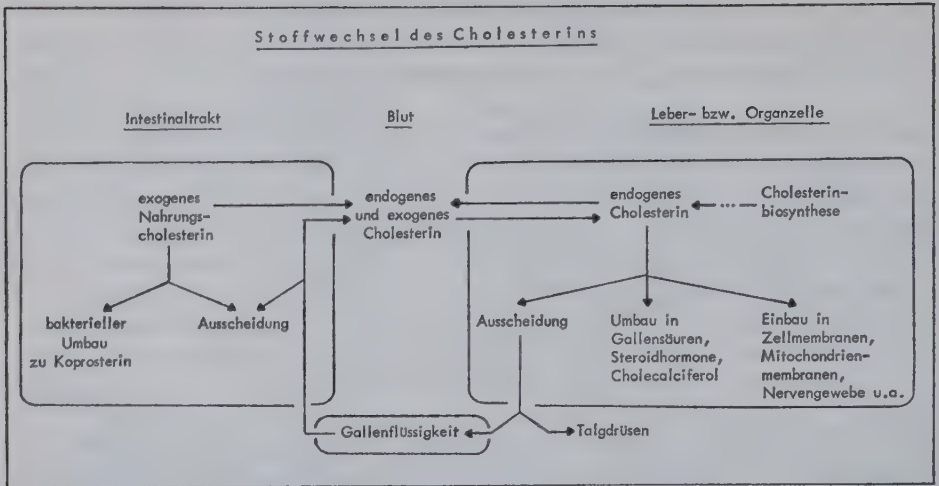 Stoffwechsel des Cholesterins
Intestinaltrakt
Blut
Leber- bzw. Organzelle
exogenes
Nahrungs-
cholesterin
endogenes
und exogenes
Cholesterin
endogenes
Cholesterin
...
Cholesterin-
biosynthese
bakterieller
Umbau
zu Koprosterin
Ausscheidung
Ausscheidung
Umbau in
Gallensäuren,
Steroidhormone,
Cholecalciferol
Einbau in
Zellmembranen,
Mitochondrien-
membranen,
Nervengewebe u.a.
Gallenflüssigkeit
Talgdrüsen